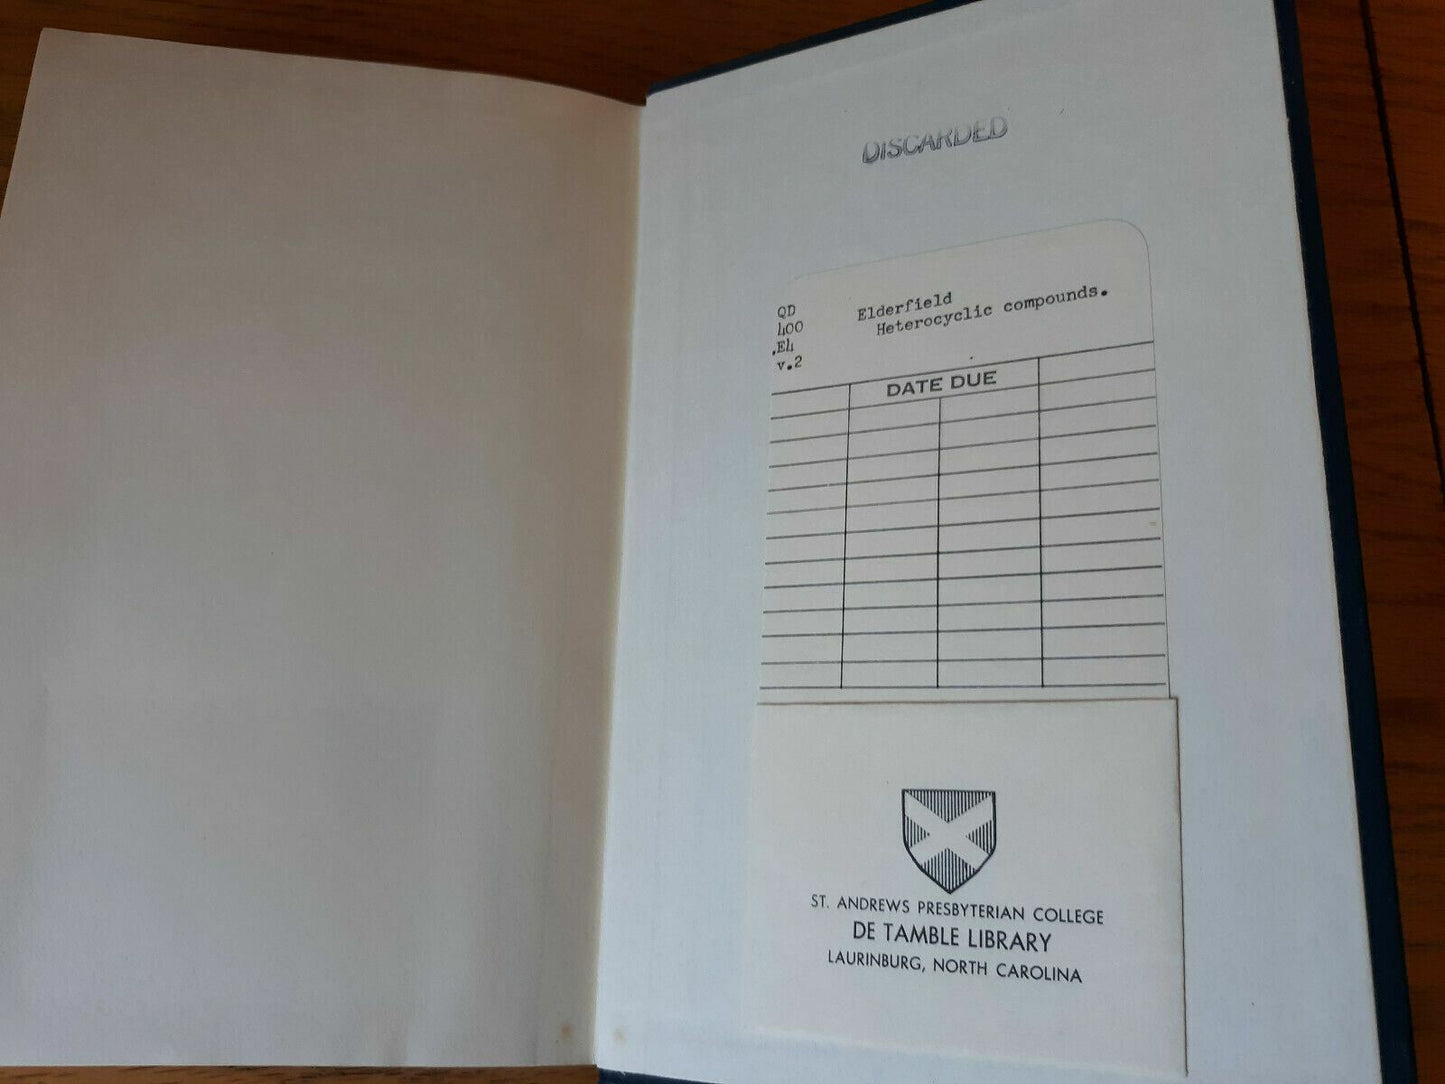 DISCARDED
QD
400
.El4
v.2
Elderfield
Heterocyclic compounds.
DATE DUE
ST. ANDREWS PRESBYTERIAN COLLEGE
DE TAMBLE LIBRARY
LAURINBURG, NORTH CAROLINA